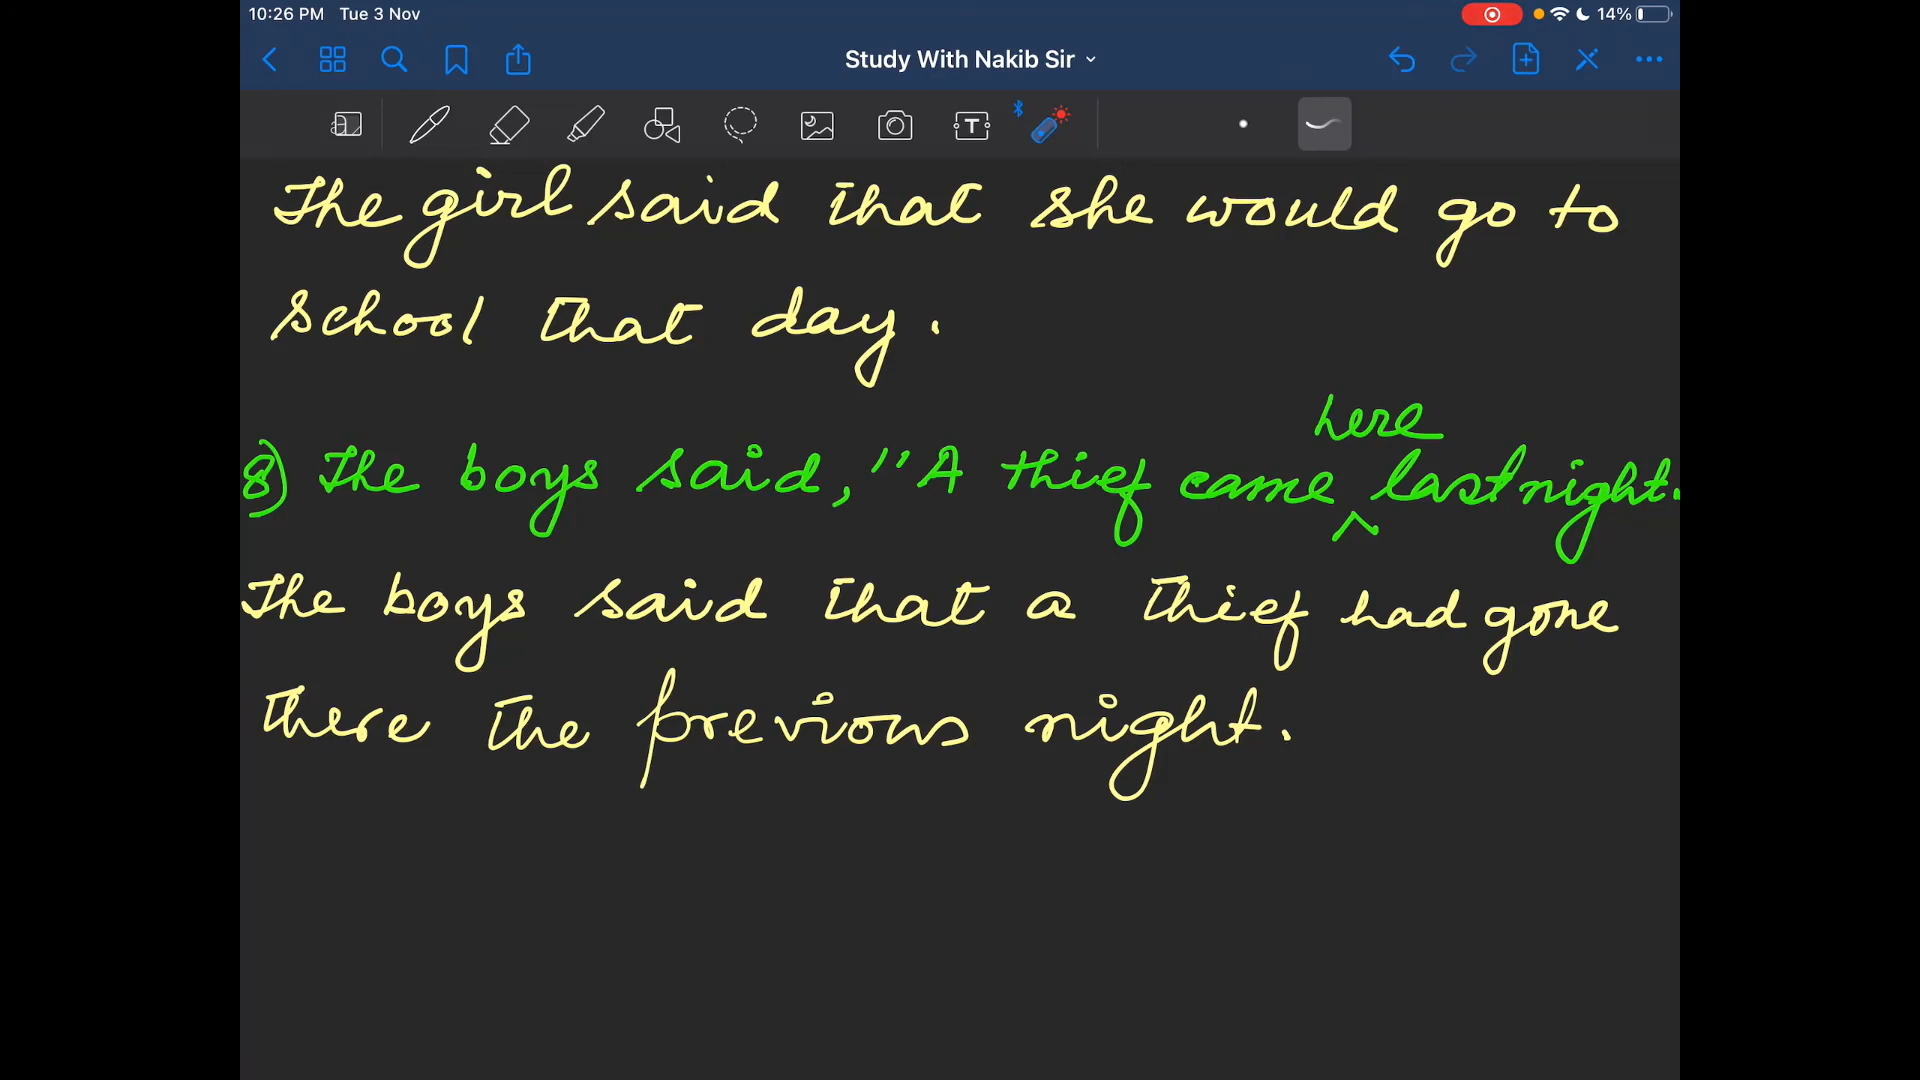 10:26 PM Tue 3 Nov 14%
Study With Nakib Sir
The girl said that she would go to
school that day.
here
8) The boys said, "A thief came ^ last night.
The boys said that a thief had gone
there the previous night.